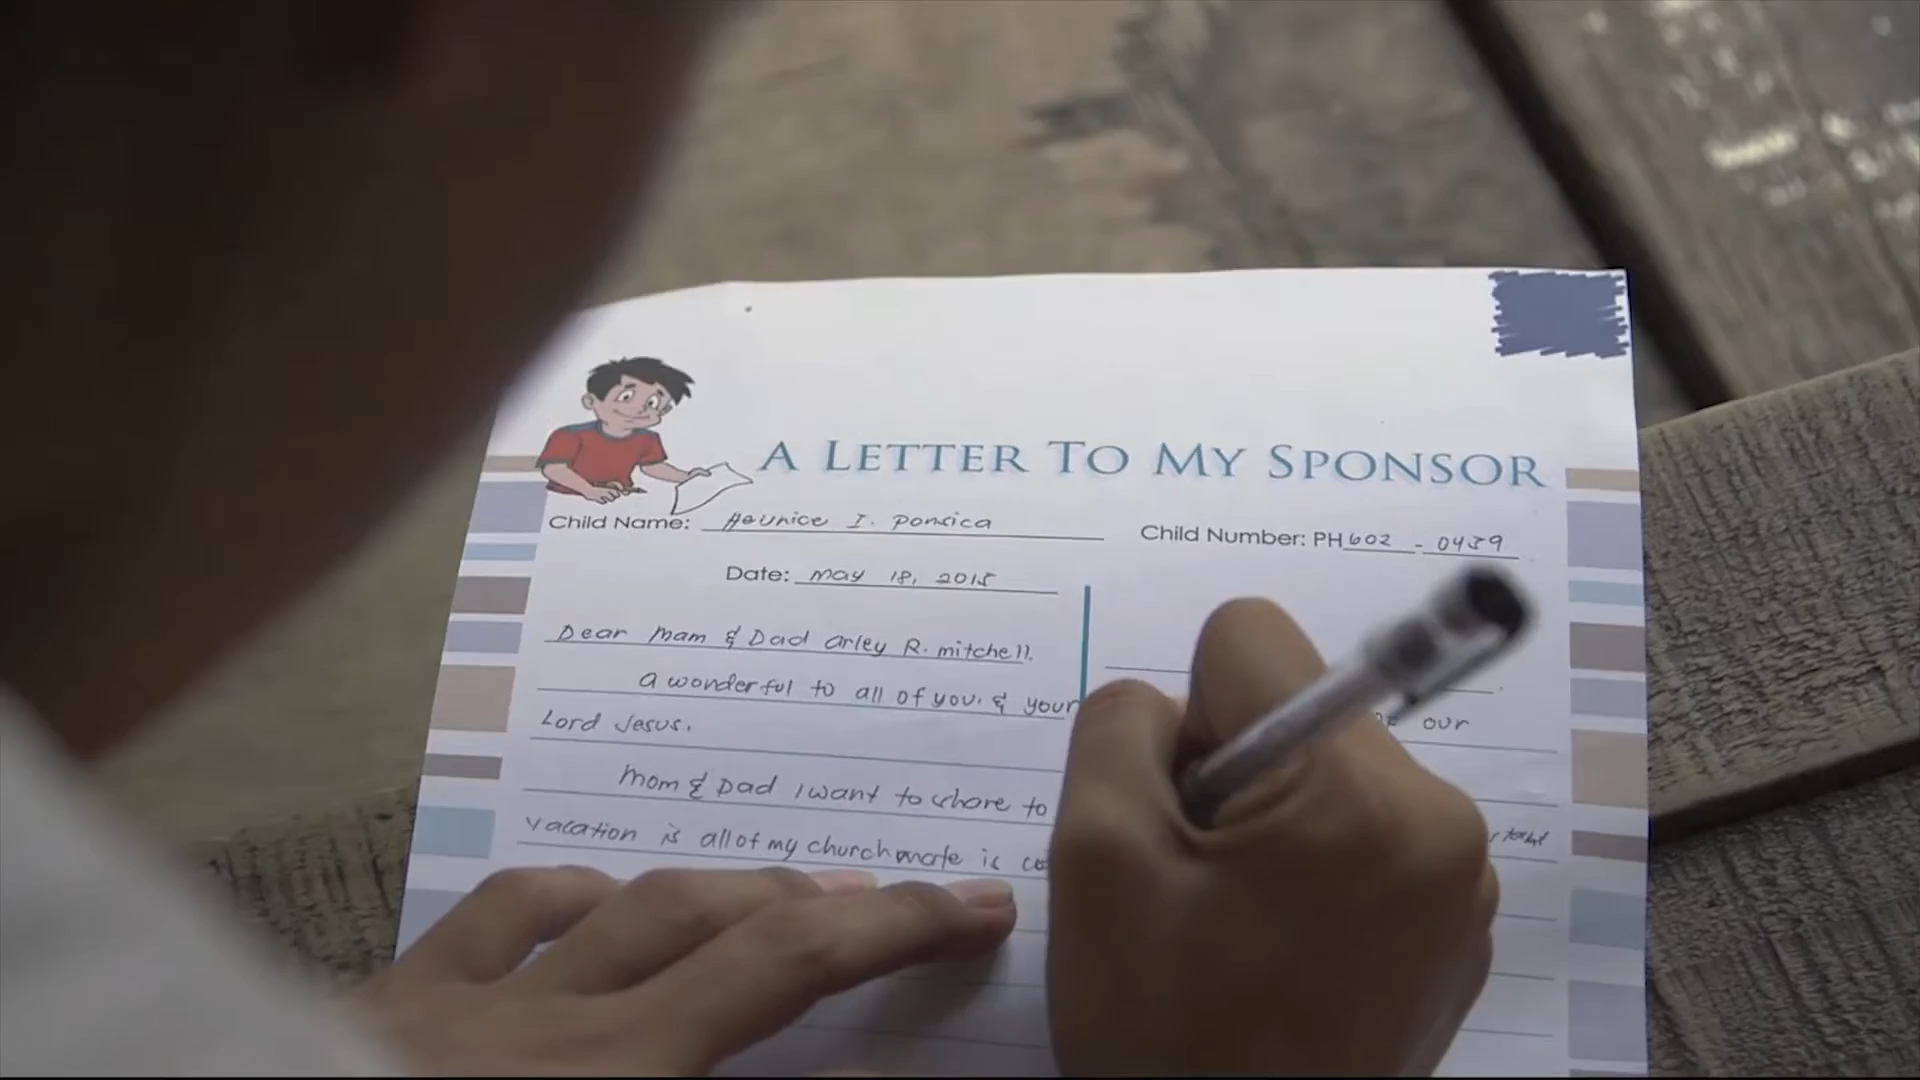 A LETTER TO MY SPONSOR
Child Name: Heunice I. Ponsica
Child Number: PH602 - 0459
Date: may 18, 2015
Dear mam & Dad arley R. mitchell.
a wonderful to all of you. & your
our
Lord Jesus.
Mom & Dad I want to share to
vacation is all of my churchmate is